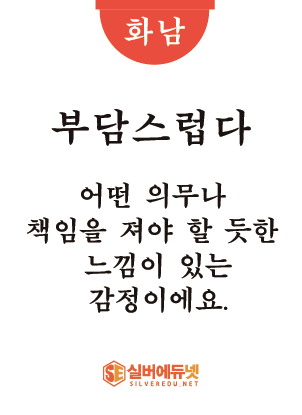 화남
부담스럽다
어떤 의무나
책임을 져야 할 듯한
느낌이 있는
감정이에요.
SE 실버에듀넷
SILVEREDU.NET